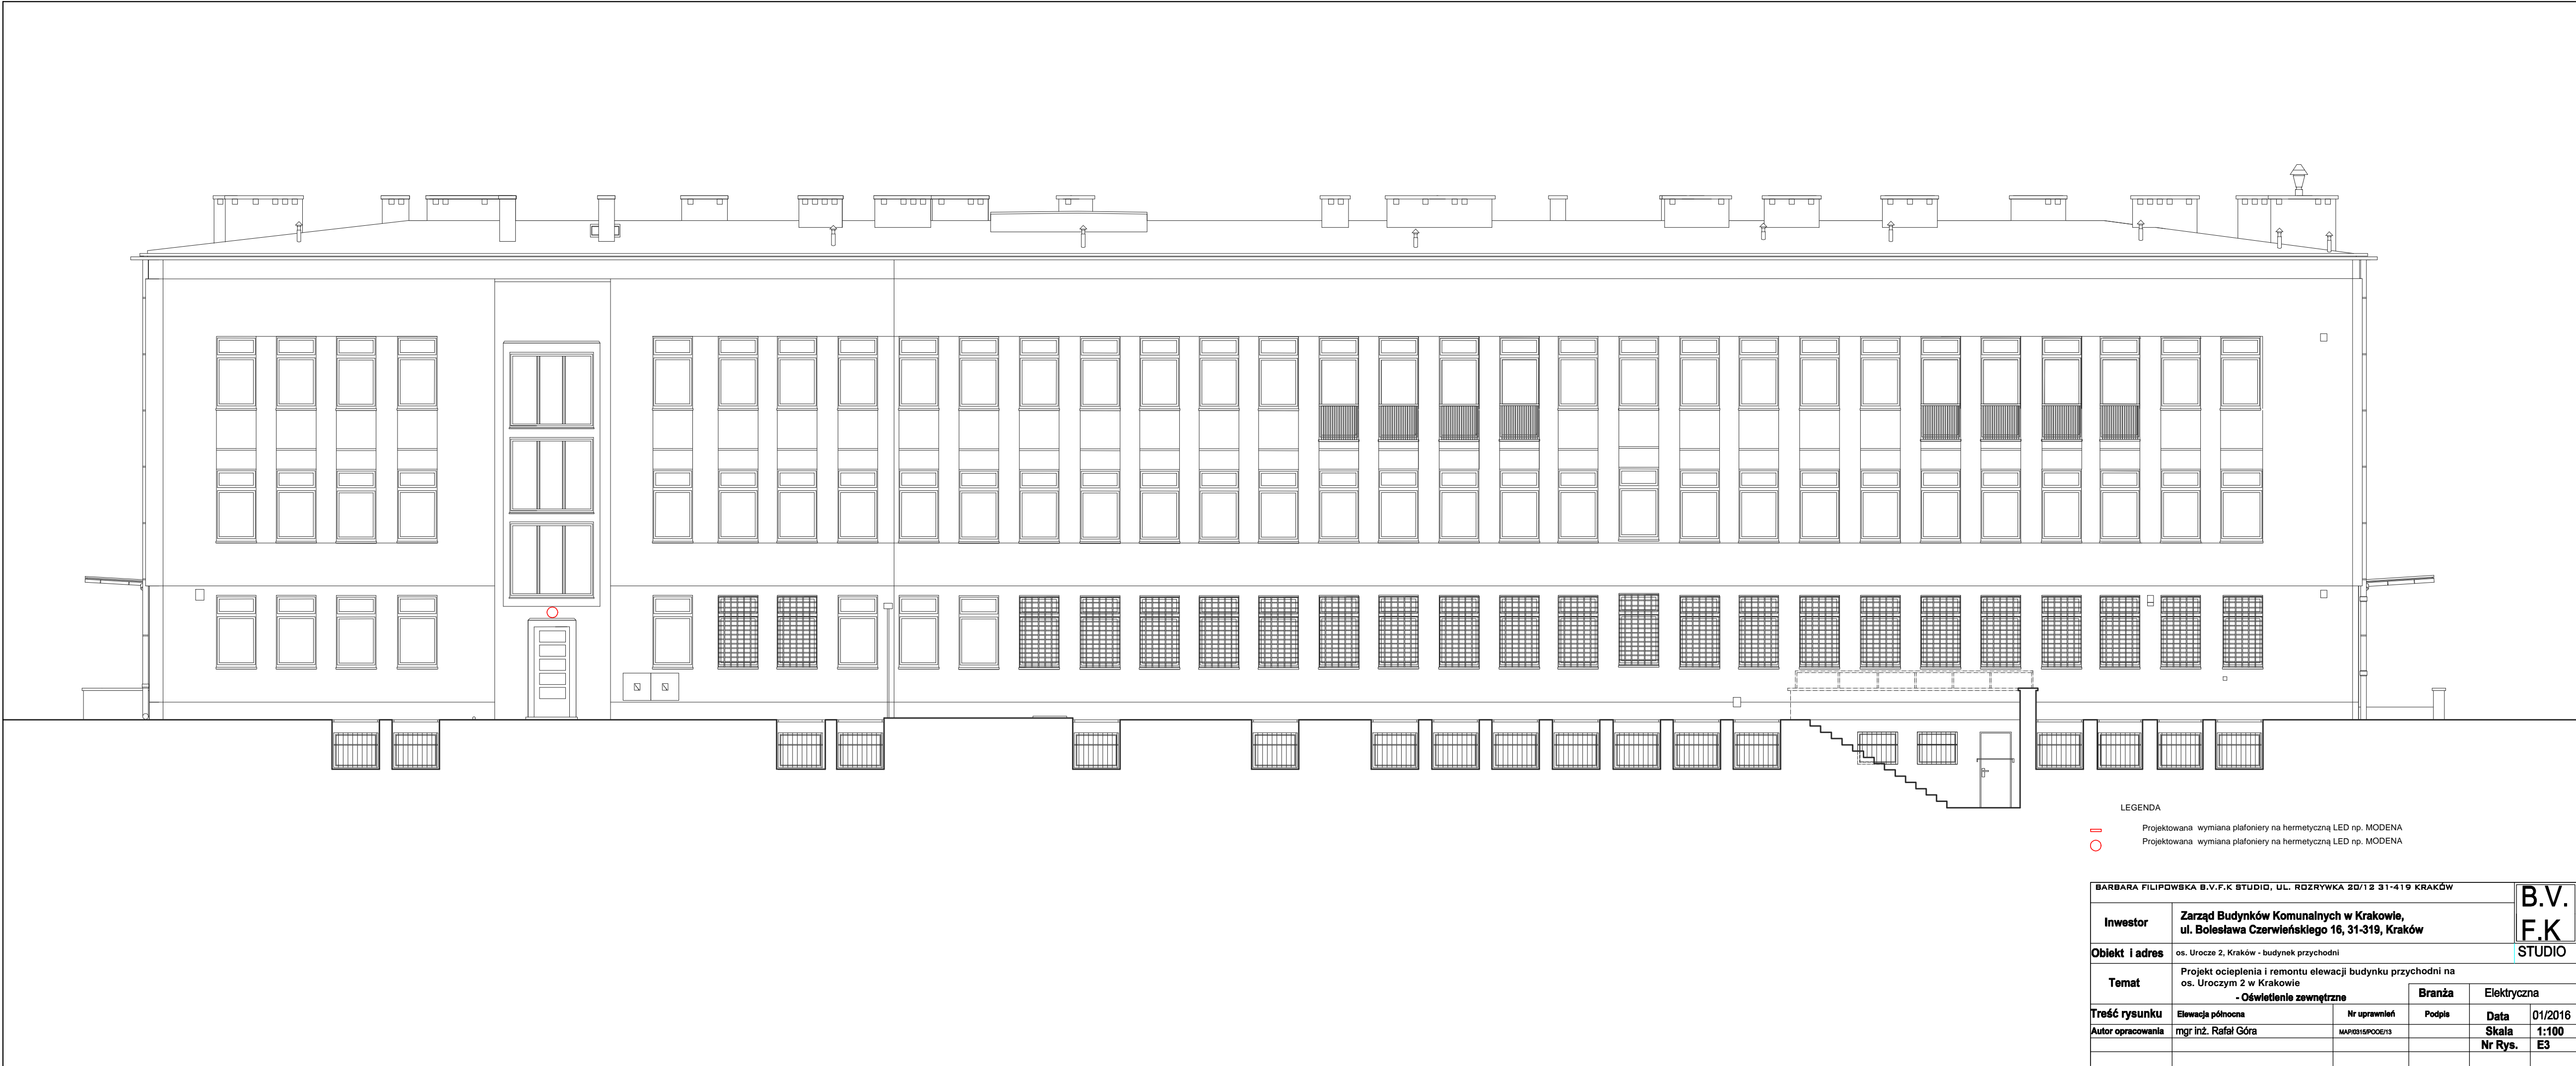 LEGENDA
Projektowana wymiana plafoniery na hermetyczną LED np. MODENA
Projektowana wymiana plafoniery na hermetyczną LED np. MODENA
BARBARA FILIPOWSKA B.V.F.K STUDIO, UL. ROZRYWKA 20/12 31-419 KRAKÓW
B.V.
F.K
STUDIO
Inwestor
Zarząd Budynków Komunalnych w Krakowie,
ul. Bolesława Czerwieńskiego 16, 31-319, Kraków
Obiekt i adres
os. Urocze 2, Kraków - budynek przychodni
Temat
Projekt ocieplenia i remontu elewacji budynku przychodni na
os. Uroczym 2 w Krakowie
- Oświetlenie zewnętrzne
Branża
Elektryczna
Treść rysunku
Elewacja północna
Nr uprawnień
Podpis
Data
01/2016
Autor opracowania
mgr inż. Rafał Góra
MAP/0315/POOE/13
Skala
1:100
Nr Rys.
E3